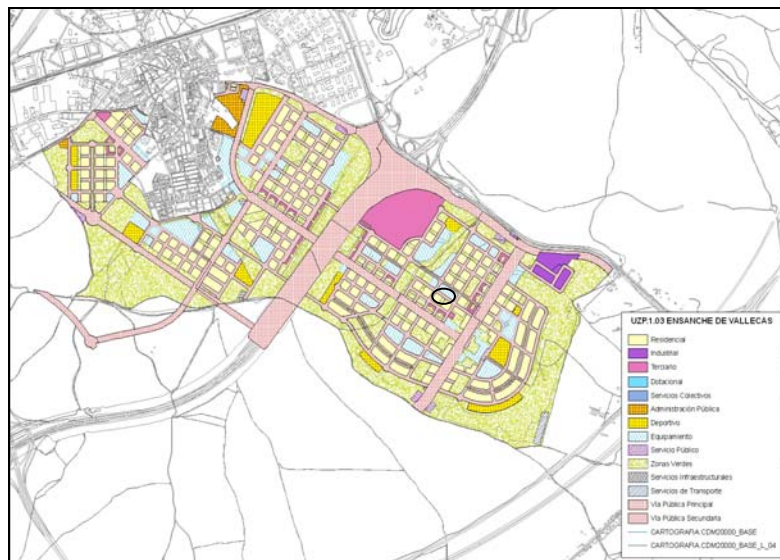 UZP.1.03 ENSANCHE DE VALLECAS
Residencial
Industrial
Terciario
Dotacional
Servicios Colectivos
Administración Pública
Deportivo
Equipamiento
Servicio Público
Zonas Verdes
Servicios Infraestructurales
Servicios de Transporte
Vía Pública Principal
Vía Pública Secundaria
CARTOGRAFIA.CDM20000_BASE
CARTOGRAFIA.CDM20000_BASE_L_04